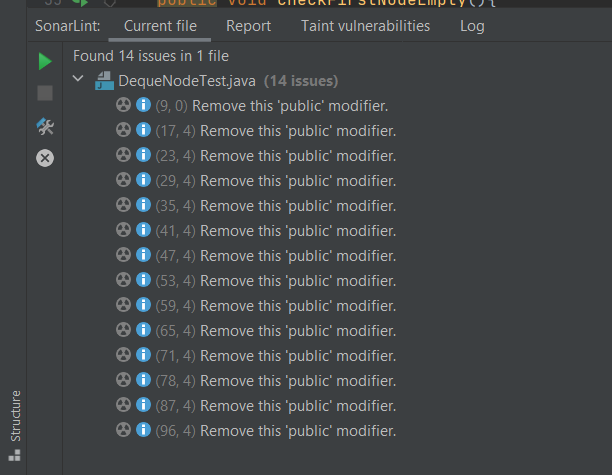 public void checkFirstNodeEmpty(){
SonarLint: Current file Report Taint vulnerabilities Log
Found 14 issues in 1 file
DequeNodeTest.java (14 issues)
(9, 0) Remove this 'public' modifier.
(17, 4) Remove this 'public' modifier.
(23, 4) Remove this 'public' modifier.
(29, 4) Remove this 'public' modifier.
(35, 4) Remove this 'public' modifier.
(41, 4) Remove this 'public' modifier.
(47, 4) Remove this 'public' modifier.
(53, 4) Remove this 'public' modifier.
(59, 4) Remove this 'public' modifier.
(65, 4) Remove this 'public' modifier.
(71, 4) Remove this 'public' modifier.
(78, 4) Remove this 'public' modifier.
(87, 4) Remove this 'public' modifier.
(96, 4) Remove this 'public' modifier.
Structure